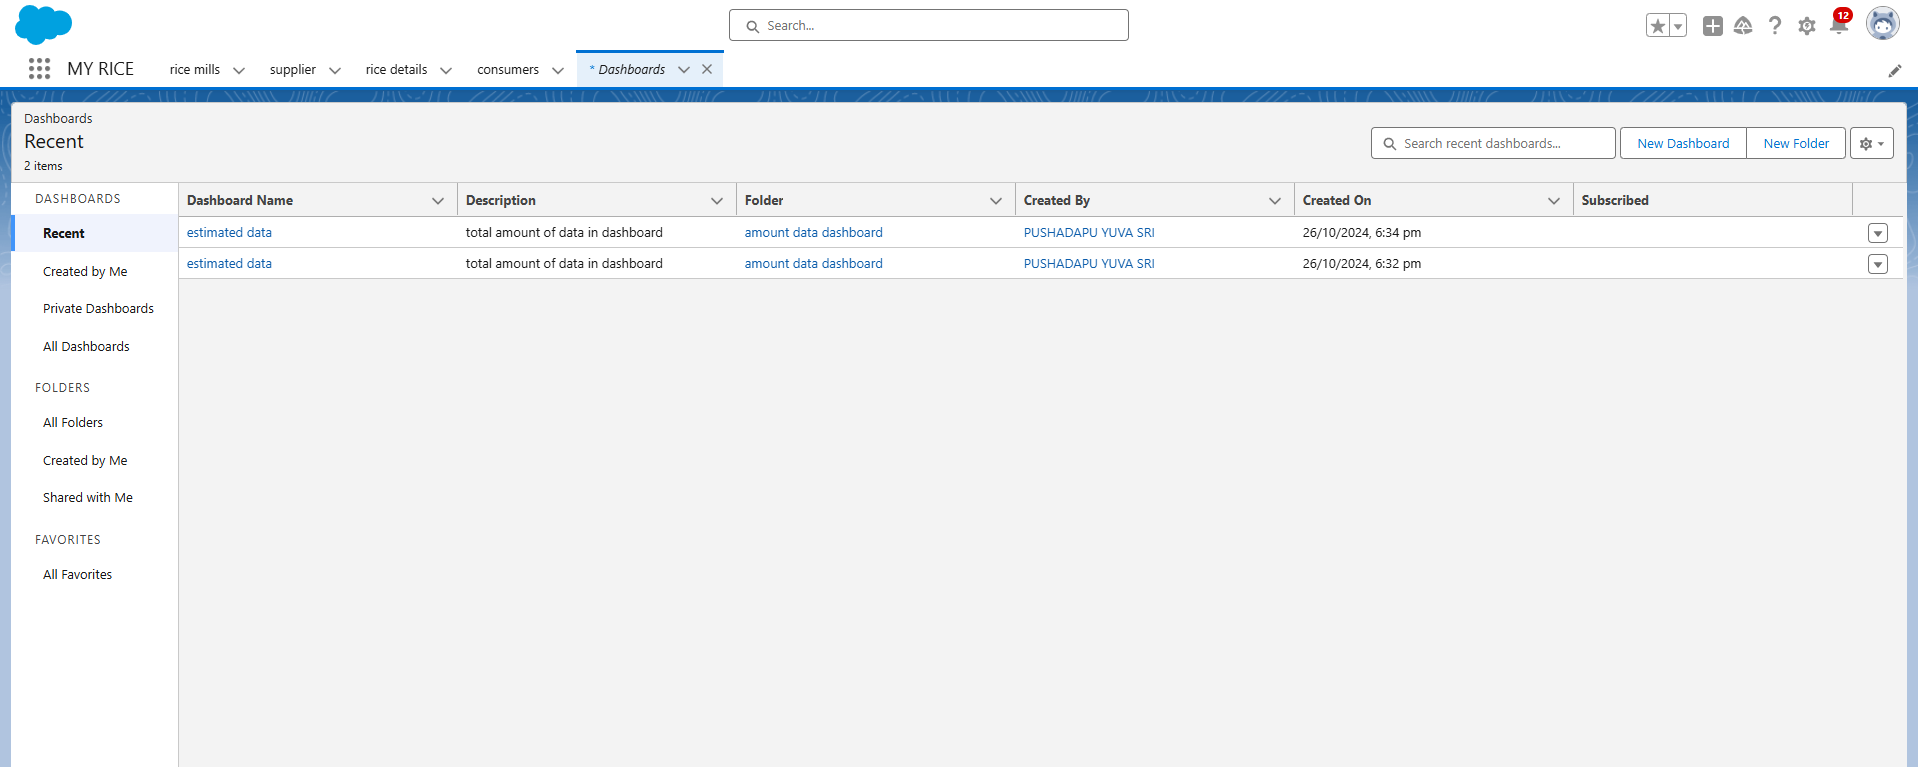 Search...
12
MY RICE
rice mills
supplier
rice details
consumers
* Dashboards
Dashboards
Recent
2 items
Search recent dashboards...
New Dashboard
New Folder
DASHBOARDS
Recent
Created by Me
Private Dashboards
All Dashboards
FOLDERS
All Folders
Created by Me
Shared with Me
FAVORITES
All Favorites
Dashboard Name Description Folder Created By Created On Subscribed
estimated data total amount of data in dashboard amount data dashboard PUSHADAPU YUVA SRI 26/10/2024, 6:34 pm
estimated data total amount of data in dashboard amount data dashboard PUSHADAPU YUVA SRI 26/10/2024, 6:32 pm